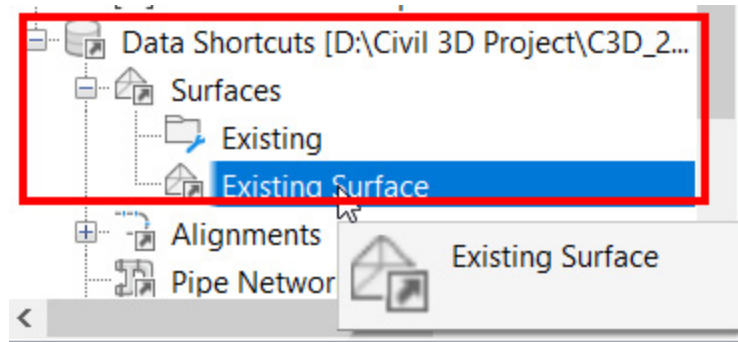 Data Shortcuts [D:\Civil 3D Project\C3D_2...
Surfaces
Existing
Existing Surface
Alignments
Existing Surface
Pipe Networ